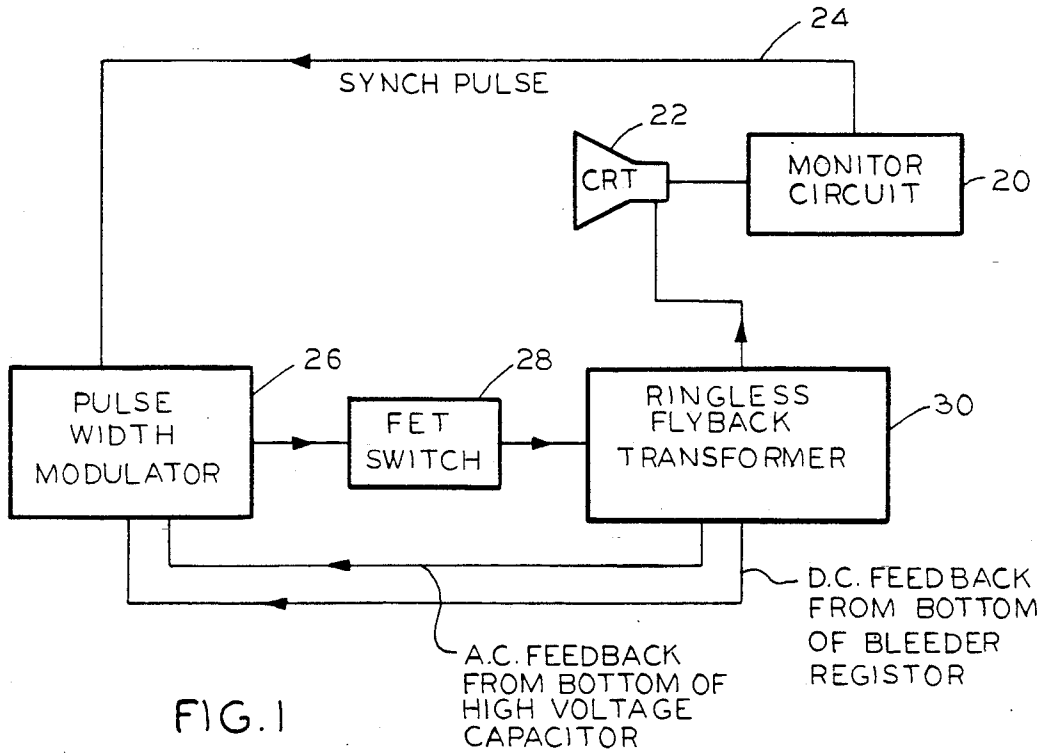 24
SYNCH PULSE
22
CRT
MONITOR
CIRCUIT
20
26
PULSE
WIDTH
MODULATOR
28
FET
SWITCH
RINGLESS
FLYBACK
TRANSFORMER
30
D.C. FEEDBACK
FROM BOTTOM
OF BLEEDER
REGISTOR
A.C. FEEDBACK
FROM BOTTOM OF
HIGH VOLTAGE
CAPACITOR
FIG. 1